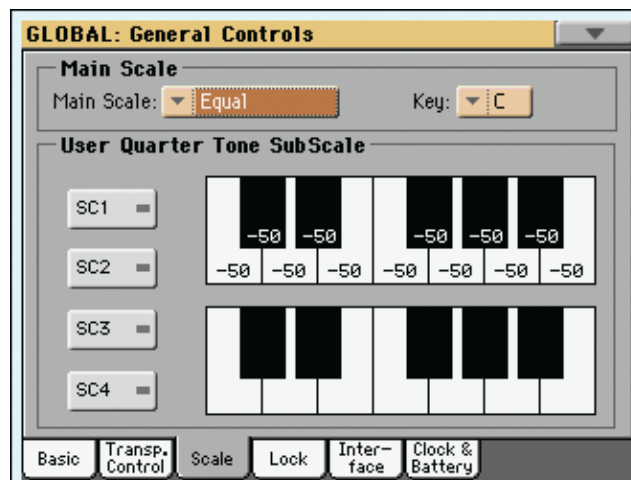 GLOBAL: General Controls
Main Scale
Main Scale: Equal Key: C
User Quarter Tone SubScale
SC1
-50 -50 -50 -50 -50
SC2
-50 -50 -50 -50 -50 -50 -50
SC3
SC4
Basic Transp. Control Scale Lock Inter- face Clock & Battery